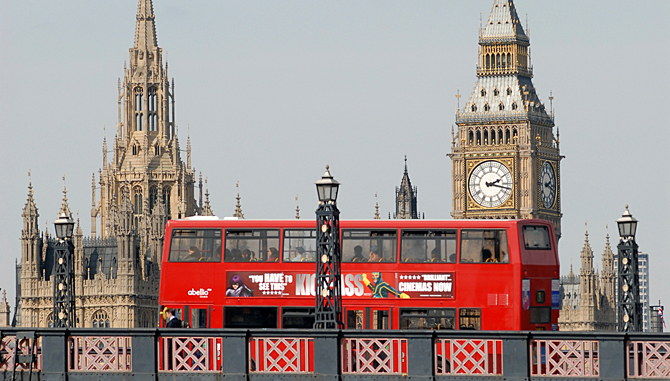 abellio
"YOU HAVE TO
SEE THIS"
KICK-ASS
"BRILLIANT."
CINEMAS NOW